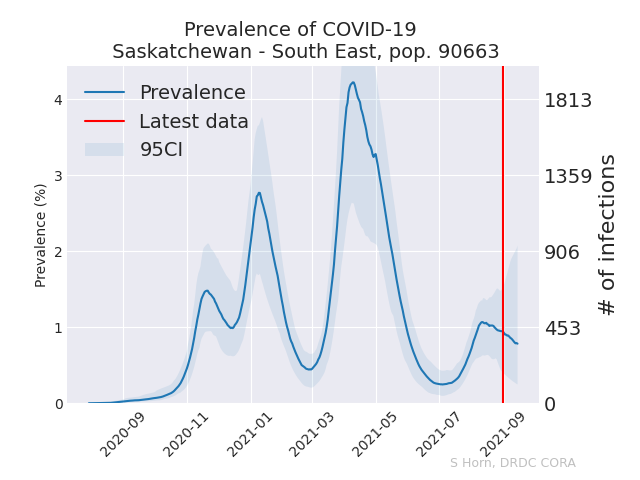 Prevalence of COVID-19
Saskatchewan - South East, pop. 90663
Prevalence
Latest data
95CI
Prevalence (%)
4
3
2
1
0
1813
1359
906
453
0
# of infections
2020-09
2020-11
2021-01
2021-03
2021-05
2021-07
2021-09
S Horn, DRDC CORA